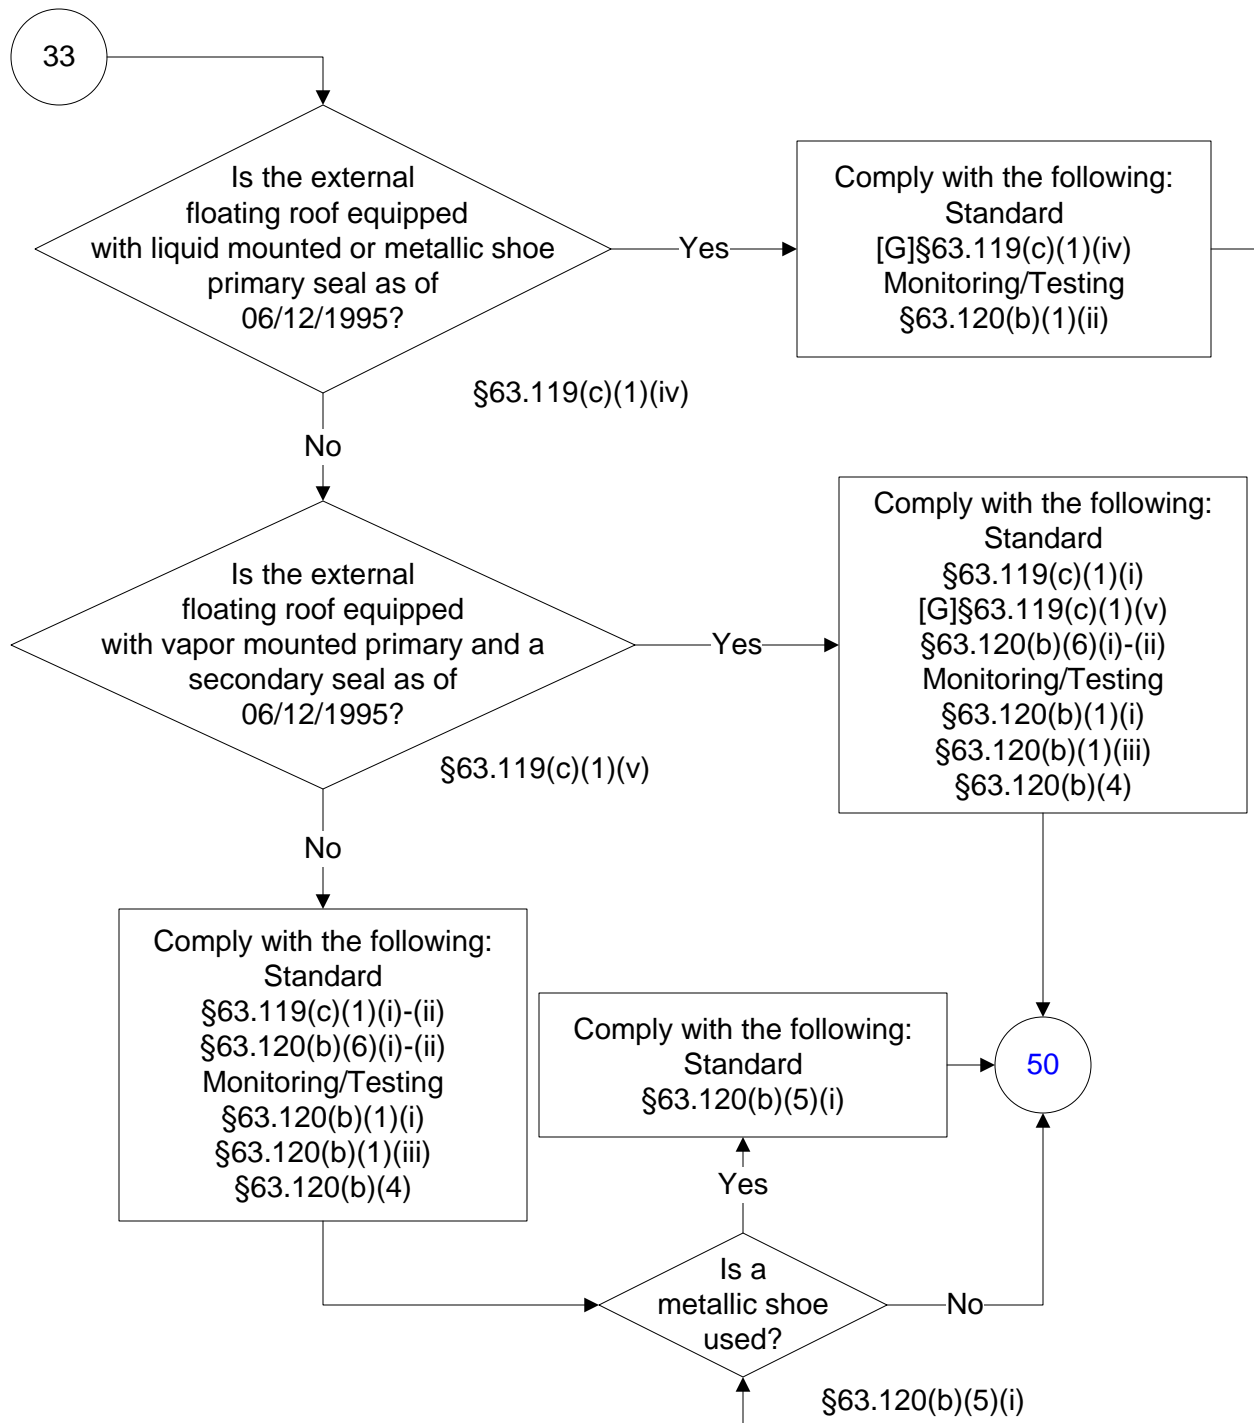 33
Is the external
floating roof equipped
with liquid mounted or metallic shoe
primary seal as of
06/12/1995?
Yes
Comply with the following:
Standard
[G]§63.119(c)(1)(iv)
Monitoring/Testing
§63.120(b)(1)(ii)
§63.119(c)(1)(iv)
No
Is the external
floating roof equipped
with vapor mounted primary and a
secondary seal as of
06/12/1995?
Yes
Comply with the following:
Standard
§63.119(c)(1)(i)
[G]§63.119(c)(1)(v)
§63.120(b)(6)(i)-(ii)
Monitoring/Testing
§63.120(b)(1)(i)
§63.120(b)(1)(iii)
§63.120(b)(4)
§63.119(c)(1)(v)
No
Comply with the following:
Standard
§63.119(c)(1)(i)-(ii)
§63.120(b)(6)(i)-(ii)
Monitoring/Testing
§63.120(b)(1)(i)
§63.120(b)(1)(iii)
§63.120(b)(4)
Comply with the following:
Standard
§63.120(b)(5)(i)
50
Yes
Is a
metallic shoe
used?
No
§63.120(b)(5)(i)